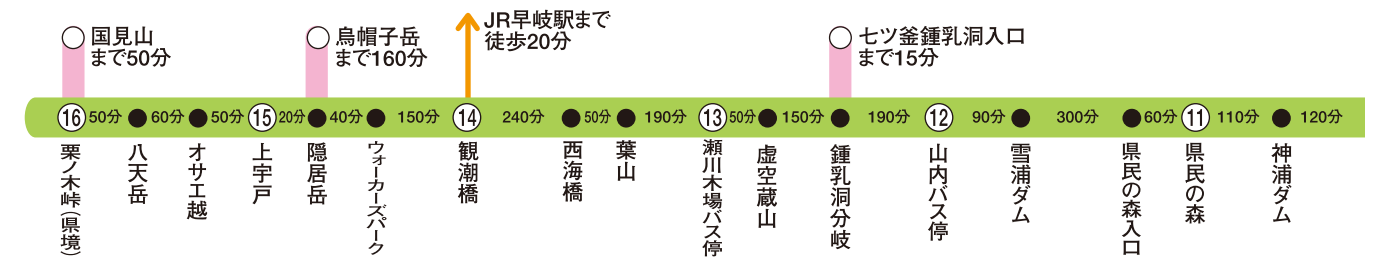 国見山
まで50分
烏帽子岳
まで160分
JR早岐駅まで
徒歩20分
七ツ釜鍾乳洞入口
まで15分
16 50分 60分 50分 15 20分 40分 150分 14 240分 50分 190分 13 50分 150分 190分 12 90分 300分 60分 11 110分 120分
栗ノ木峠(県境)
八天岳
オサエ越
上宇戸
隠居岳
ウォーカーズパーク
観潮橋
西海橋
葉山
瀬川木場バス停
虚空蔵山
鍾乳洞分岐
山内バス停
雪浦ダム
県民の森入口
県民の森
神浦ダム